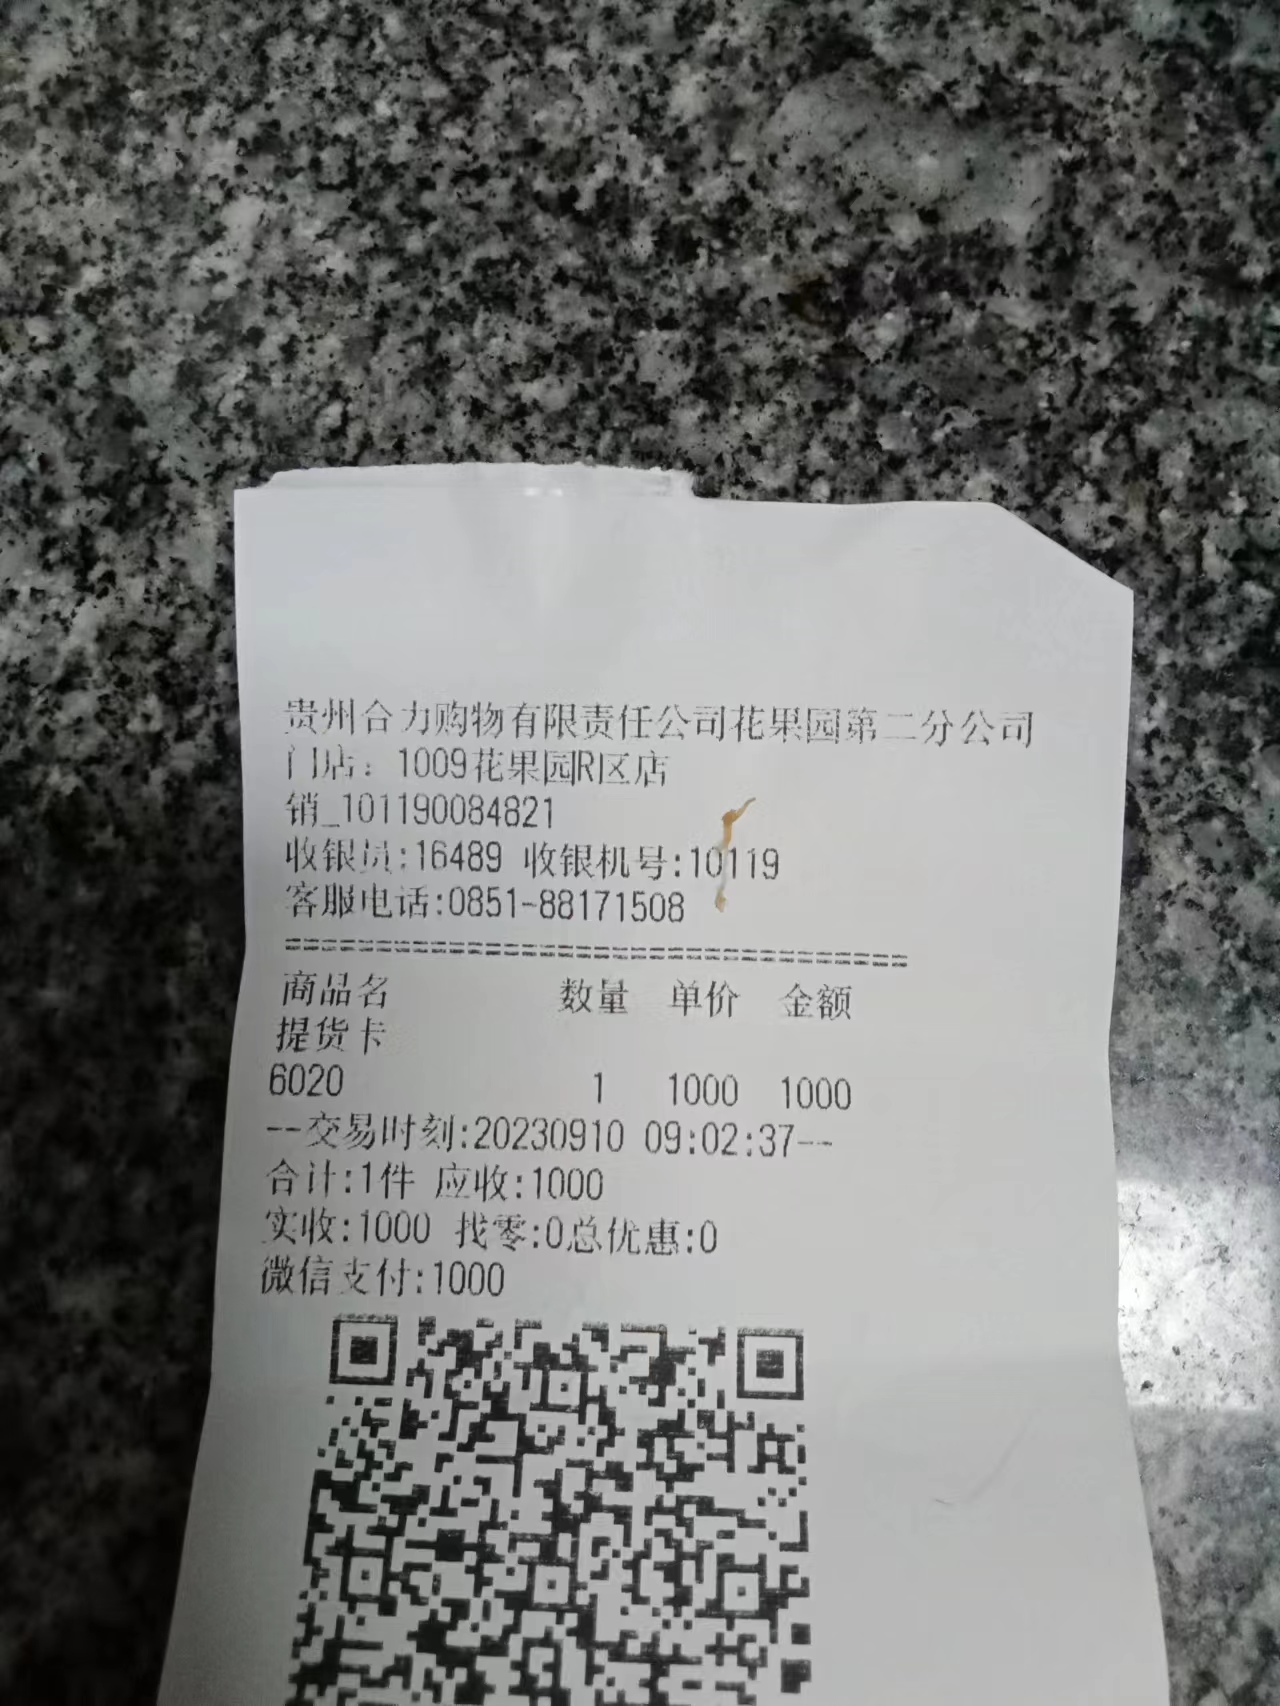 贵州合力购物有限责任公司花果园第二分公司
门店：1009花果园R区店
销_101190084821
收银员:16489 收银机号:10119
客服电话:0851-88171508
商品名 数量 单价 金额
提货卡
6020 1 1000 1000
--交易时刻:20230910 09:02:37--
合计:1件 应收:1000
实收:1000 找零:0总优惠:0
微信支付:1000